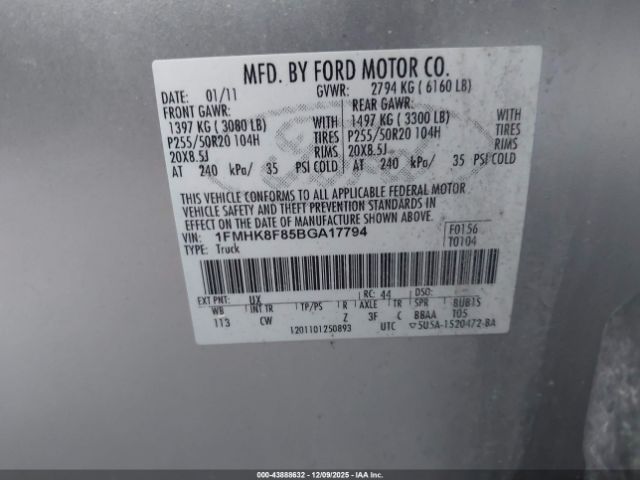 MFD. BY FORD MOTOR CO.
DATE: 01/11 GVWR: 2794 KG ( 6160 LB)
FRONT GAWR: REAR GAWR:
1397 KG ( 3080 LB) WITH 1497 KG ( 3300 LB) WITH
P255/50R20 104H TIRES P255/50R20 104H TIRES
20X8.5J RIMS 20X8.5J RIMS
AT 240 kPa/ 35 PSI COLD AT 240 kPa/ 35 PSI COLD
THIS VEHICLE CONFORMS TO ALL APPLICABLE FEDERAL MOTOR
VEHICLE SAFETY AND THEFT PREVENTION STANDARDS IN
EFFECT ON THE DATE OF MANUFACTURE SHOWN ABOVE.
VIN: 1FMHK8F85BGA17794 F0156
TYPE: Truck T0104
EXT PNT: UX RC: 44 DSO:
WB INT TR TP/PS R AXLE TR SPR BUB1S
113 CW Z 3F C BBAA T05
1201101250893 UTC ▽5U5A-1520472-BA
000-43888632 - 12/09/2025 - IAAI.COM